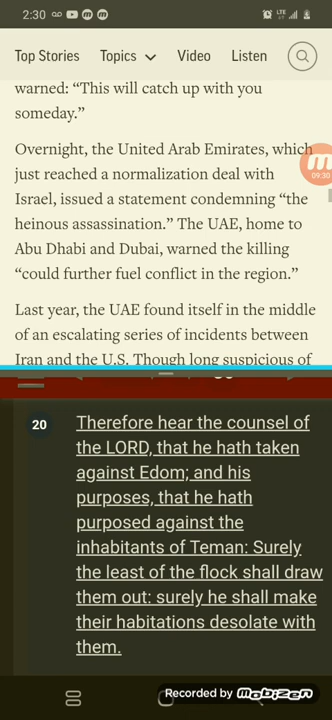 2:30
LTE
Top Stories Topics Video Listen
warned: “This will catch up with you
someday.”
Overnight, the United Arab Emirates, which
just reached a normalization deal with
Israel, issued a statement condemning “the
heinous assassination.” The UAE, home to
Abu Dhabi and Dubai, warned the killing
“could further fuel conflict in the region.”
09:30
Last year, the UAE found itself in the middle
of an escalating series of incidents between
Iran and the U.S. Though long suspicious of
20 Therefore hear the counsel of
the LORD, that he hath taken
against Edom; and his
purposes, that he hath
purposed against the
inhabitants of Teman: Surely
the least of the flock shall draw
them out: surely he shall make
their habitations desolate with
them.
Recorded by mobizen